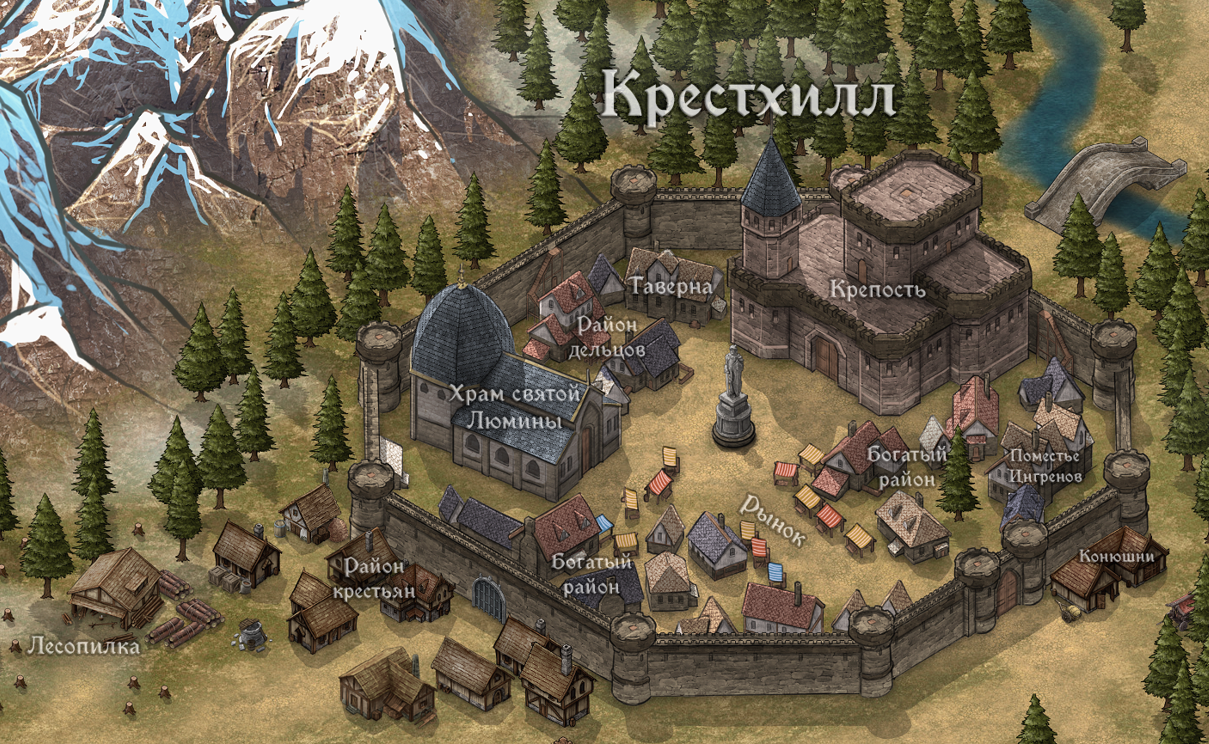 Крестхилл
Таверна
Крепость
Район
дельцов
Храм святой
Люмины
Богатый
район
Поместье
Ингренов
Рынок
Конюшни
Район
крестьян
Богатый
район
Лесопилка